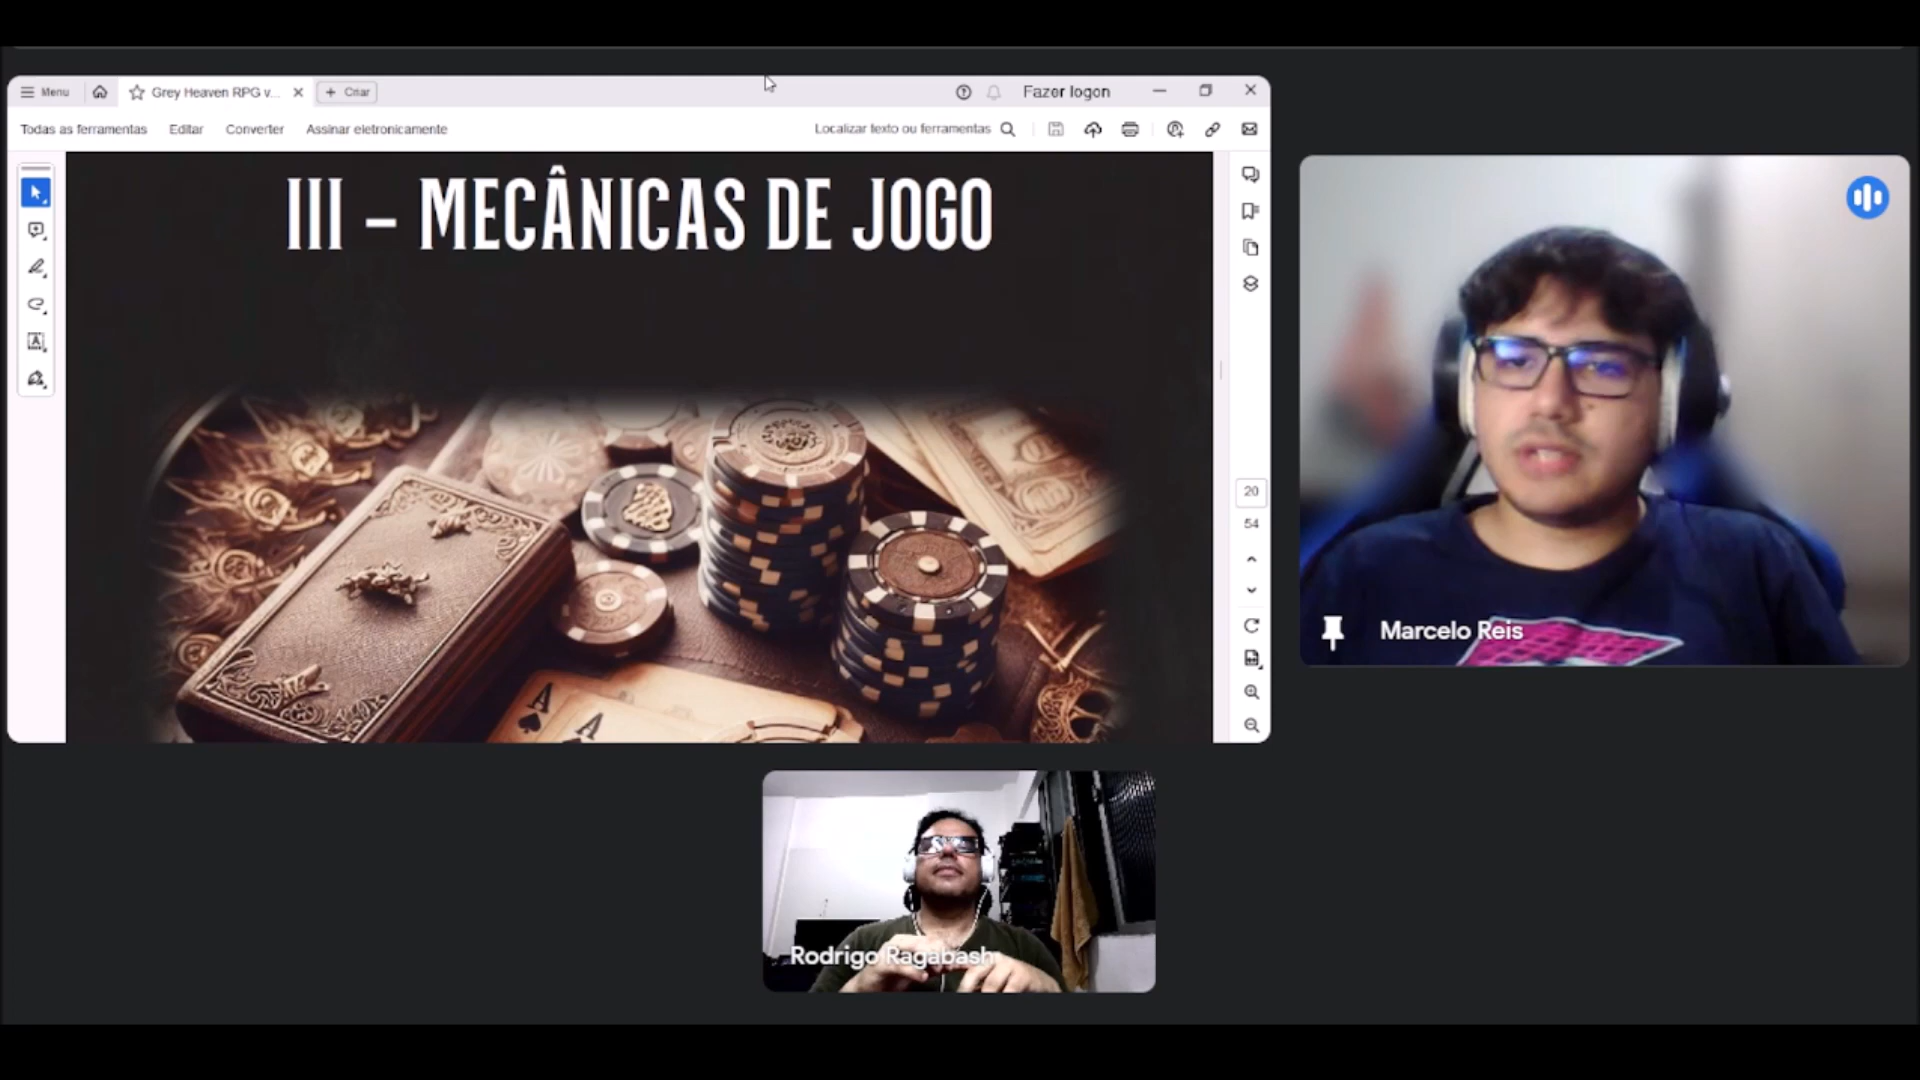 Menu
Grey Heaven RPG v...
Criar
Fazer logon
Todas as ferramentas
Editar
Converter
Assinar eletronicamente
Localizar texto ou ferramentas
III – MECÂNICAS DE JOGO
20
54
A
A
Marcelo Reis
Rodrigo Ragabash